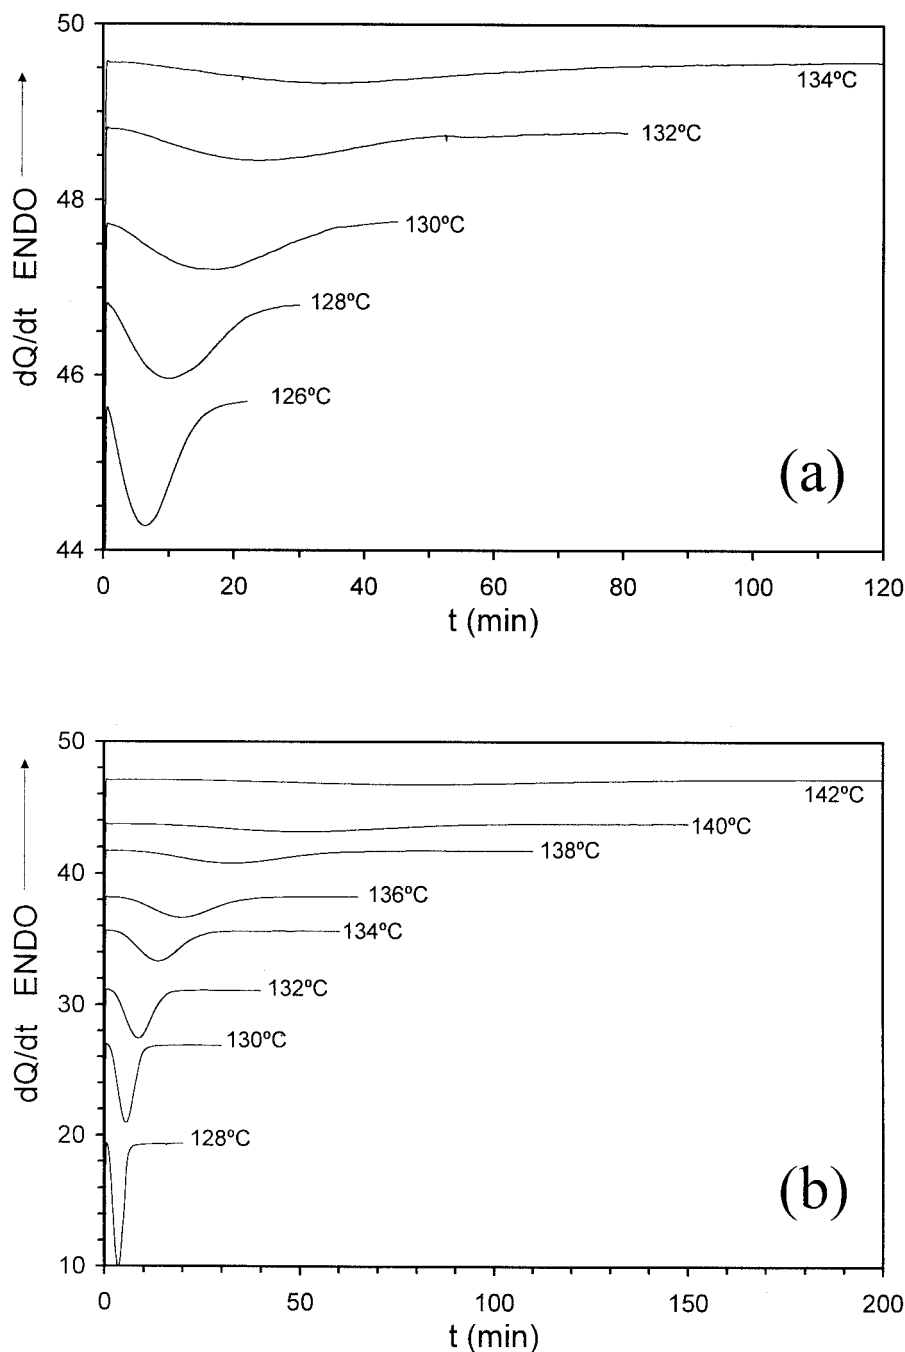 50
48
46
44
dQ/dt ENDO
134ºC
132ºC
130ºC
128ºC
126ºC
(a)
0 20 40 60 80 100 120
t (min)
50
40
30
20
10
dQ/dt ENDO
142ºC
140ºC
138ºC
136ºC
134ºC
132ºC
130ºC
128ºC
(b)
0 50 100 150 200
t (min)